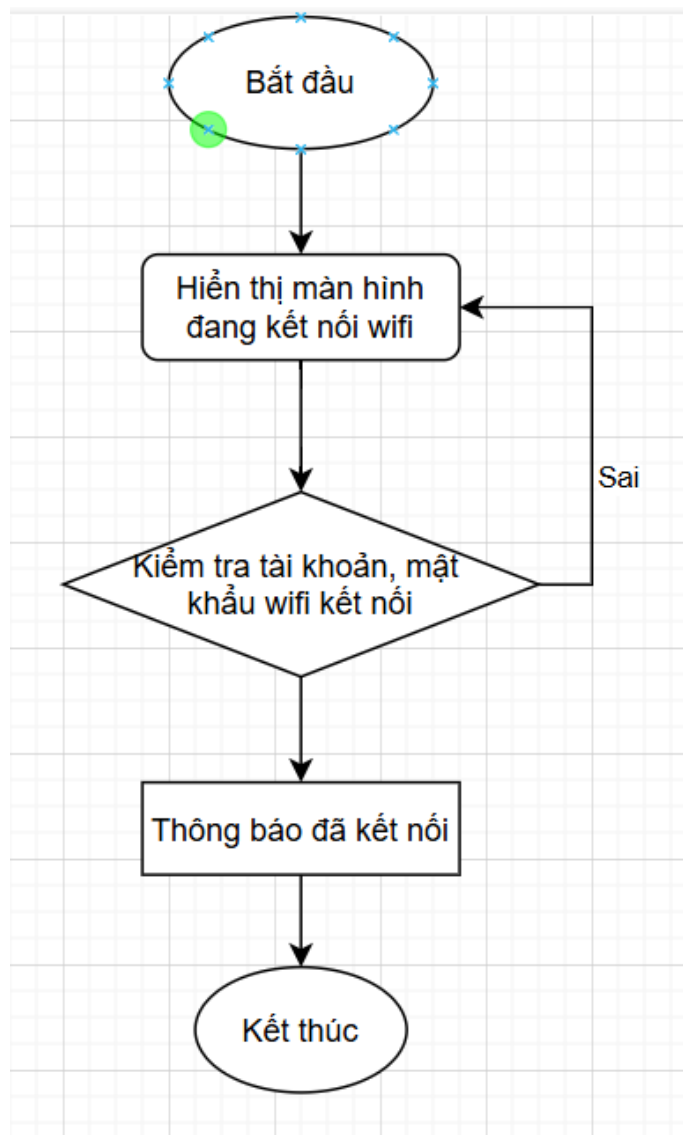 Bắt đầu
Hiển thị màn hình
đang kết nối wifi
Sai
Kiểm tra tài khoản, mật
khẩu wifi kết nối
Thông báo đã kết nối
Kết thúc